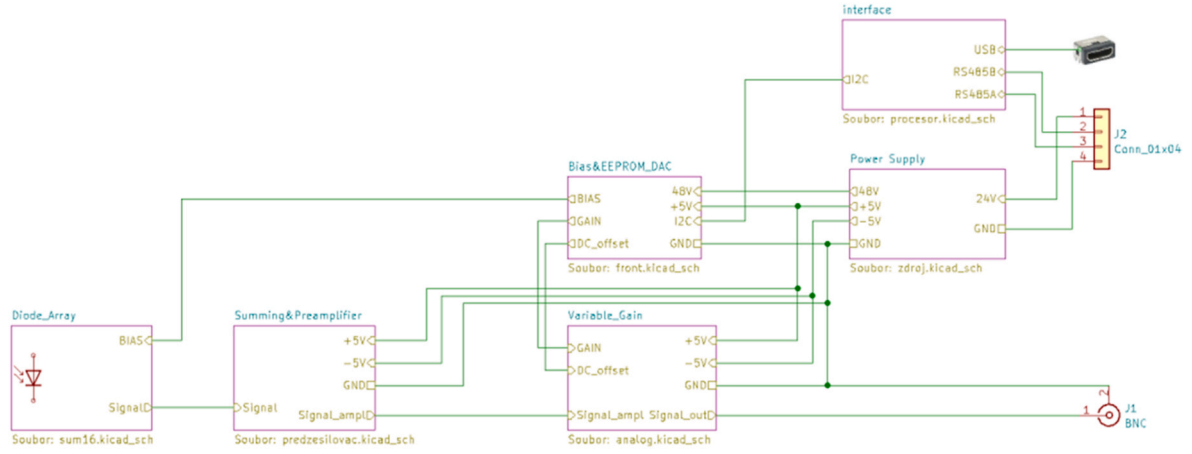 interface
USB
RS485B
I2C
RS485A
Soubor: procesor.kicad_sch
1
2
3
4
J2
Conn_01x04
Bias&EEPROM_DAC
Power Supply
BIAS
48V
48V
+5V
+5V
24V
GAIN
I2C
-5V
GND
DC_offset
GND
GND
Soubor: front.kicad_sch
Soubor: zdroj.kicad_sch
Diode_Array
Summing&Preamplifier
Variable_Gain
BIAS
+5V
+5V
GAIN
-5V
-5V
DC_offset
GND
GND
2
Signal
Signal
Signal_ampl
Signal_ampl
Signal_out
1
J1
BNC
Soubor: sum16.kicad_sch
Soubor: predzesilovac.kicad_sch
Soubor: analog.kicad_sch